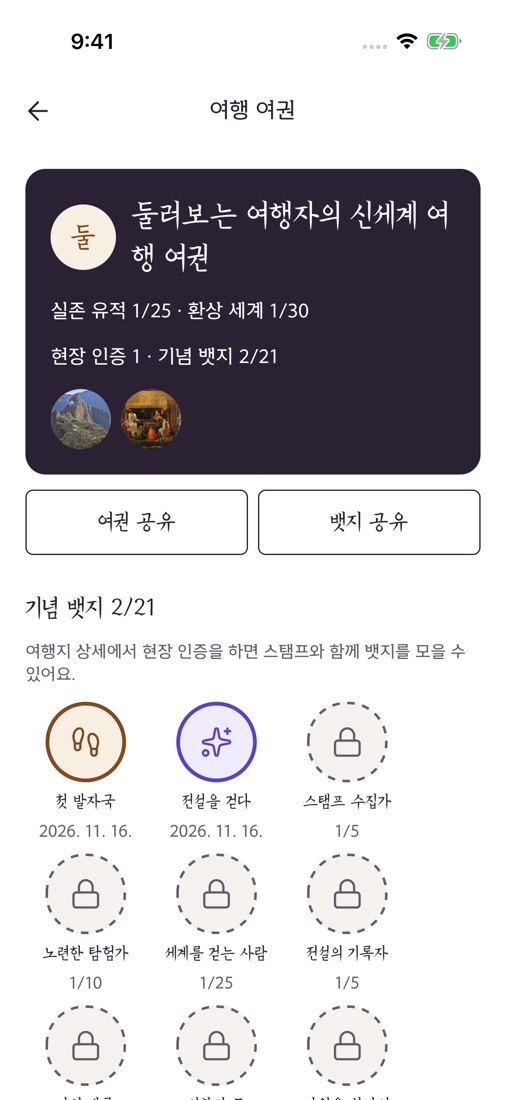 9:41
여행 여권
둘
둘러보는 여행자의 신세계 여
행 여권
실존 유적 1/25 · 환상 세계 1/30
현장 인증 1 · 기념 뱃지 2/21
여권 공유
뱃지 공유
기념 뱃지 2/21
여행지 상세에서 현장 인증을 하면 스탬프와 함께 뱃지를 모을 수
있어요.
첫 발자국
전설을 걷다
스탬프 수집가
2026. 11. 16.
2026. 11. 16.
1/5
노련한 탐험가
세계를 걷는 사람
전설의 기록자
1/10
1/25
1/5